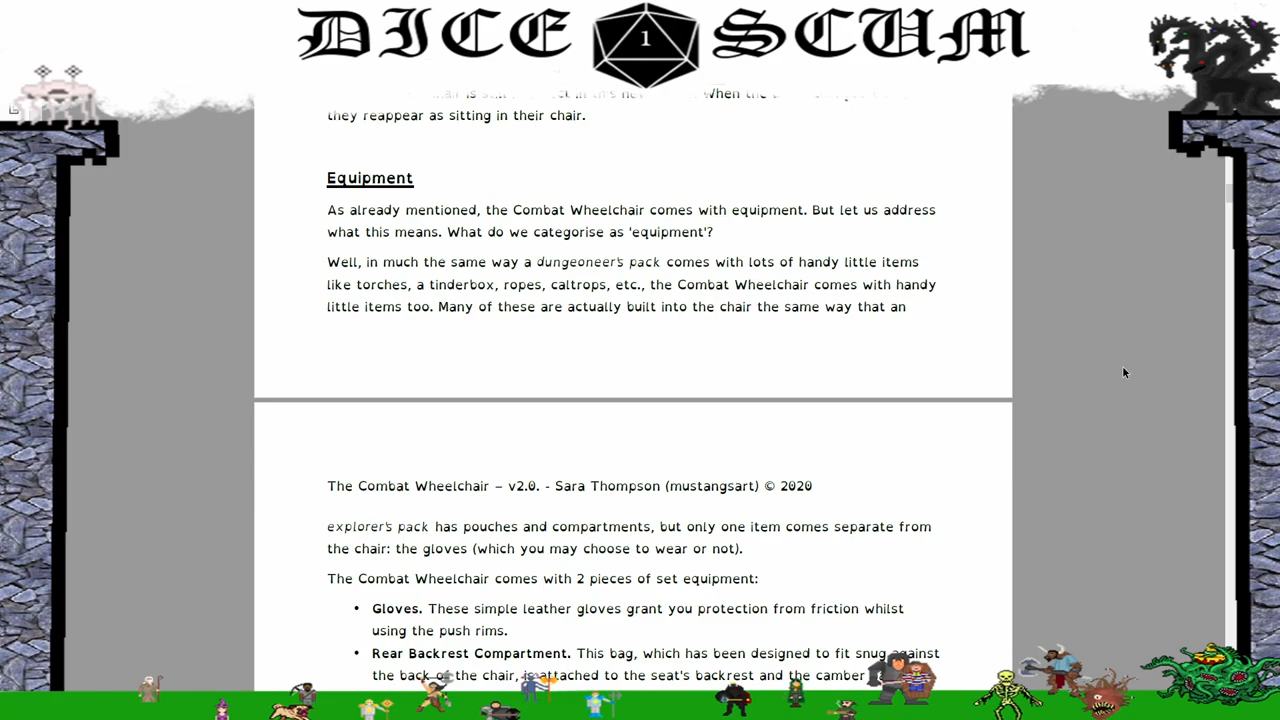 DICE 1 SCUM
they reappear as sitting in their chair.
Equipment
As already mentioned, the Combat Wheelchair comes with equipment. But let us address
what this means. What do we categorise as 'equipment'?
Well, in much the same way a dungeoneer's pack comes with lots of handy little items
like torches, a tinderbox, ropes, caltrops, etc., the Combat Wheelchair comes with handy
little items too. Many of these are actually built into the chair the same way that an
The Combat Wheelchair – v2.0. - Sara Thompson (mustangsart) © 2020
explorer's pack has pouches and compartments, but only one item comes separate from
the chair: the gloves (which you may choose to wear or not).
The Combat Wheelchair comes with 2 pieces of set equipment:
• Gloves. These simple leather gloves grant you protection from friction whilst
using the push rims.
• Rear Backrest Compartment. This bag, which has been designed to fit snug against
the back of the chair, is attached to the seat's backrest and the camber